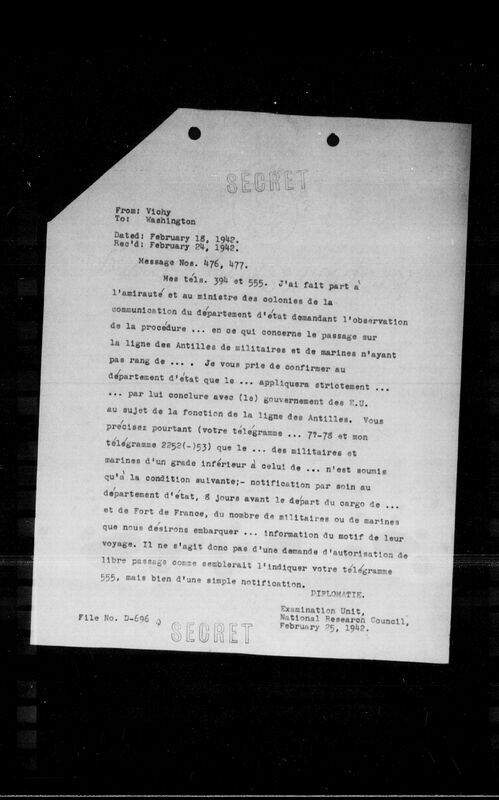 SECRET
From: Vichy
To: Washington
Dated: February 18, 1942.
Rec'd: February 24, 1942.
Message Nos. 476, 477.
Mes téls. 394 et 555. J'ai fait part à
l'amirauté et au ministre des colonies de la
communication du département d'état demandant l'observation
de la procédure ... en ce qui concerne le passage sur
la ligne des Antilles de militaires et de marines n'ayant
pas rang de ... . Je vous prie de confirmer au
département d'état que le ... appliquera strictement ...
... par lui conclure avec (le) gouvernement des E.U.
au sujet de la fonction de la ligne des Antilles. Vous
précisez pourtant (votre télégramme ... 77-78 et mon
télégramme 2252(-)53) que le ... des militaires et
marines d'un grade inférieur à celui de ... n'est soumis
qu'à la condition suivante;- notification par soin au
département d'état, 8 jours avant le départ du cargo de ...
et de Fort de France, du nombre de militaires ou de marines
que nous désirons embarquer ... information du motif de leur
voyage. Il ne s'agit donc pas d'une demande d'autorisation de
libre passage comme semblerait l'indiquer votre télégramme
555, mais bien d'une simple notification.
DIPLOMATIE.
Examination Unit,
National Research Council,
February 25, 1942.
File No. D-696
SECRET